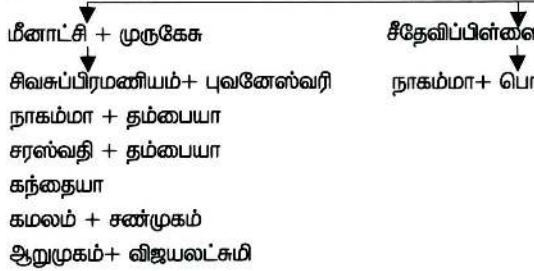 மீனாட்சி + முருகேசு சீதேவிப்பிள்ளை
சிவசுப்பிரமணியம்+ புவனேஸ்வரி நாகம்மா+ பொ
நாகம்மா + தம்பையா
சரஸ்வதி + தம்பையா
கந்தையா
கமலம் + சண்முகம்
ஆறுமுகம்+ விஜயலட்சுமி